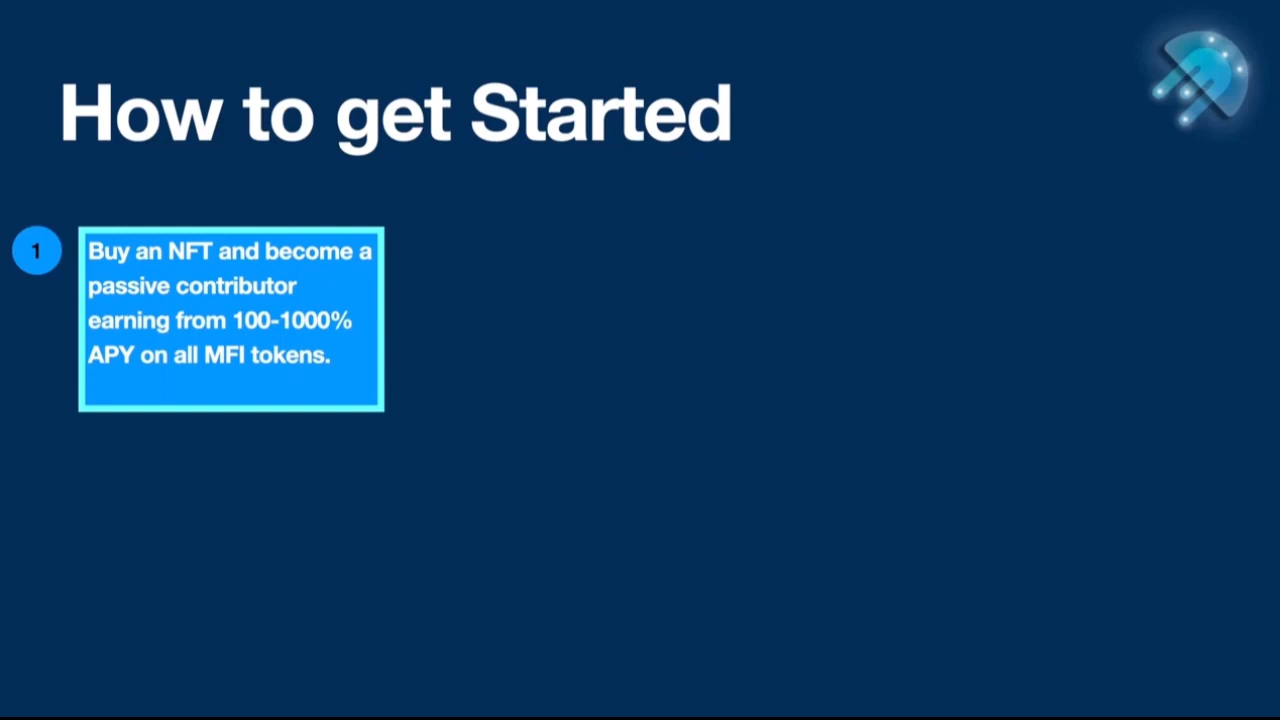 How to get Started
1
Buy an NFT and become a
passive contributor
earning from 100-1000%
APY on all MFI tokens.